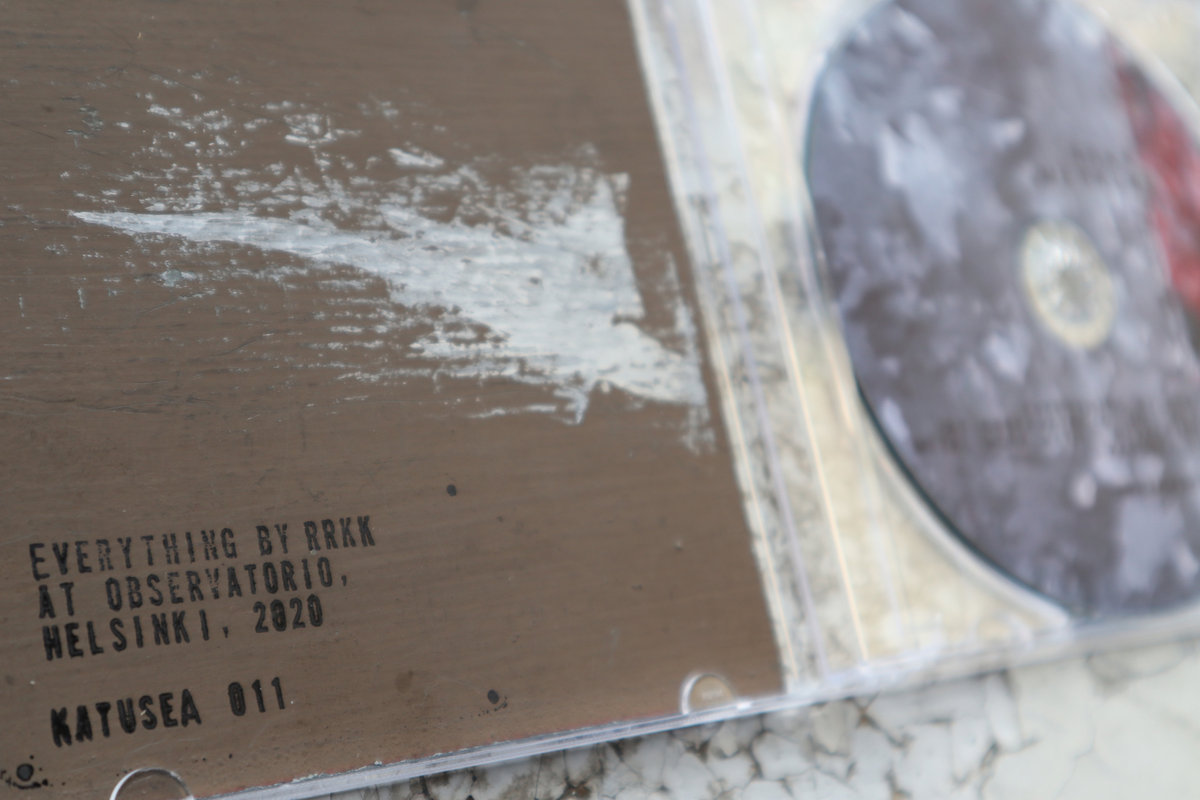 EVERYTHING BY RRKK
AT OBSERVATORIO,
HELSINKI, 2020
KATUSEA 011